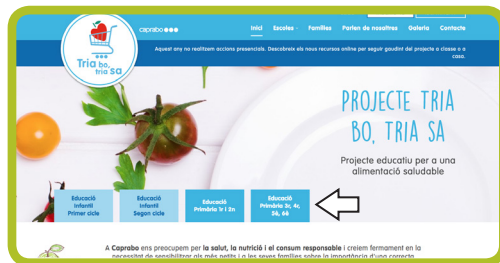 caprabo
Inici Escoles Famílies Parlen de nosaltres Galeria Contacte
Aquest any no realitzem accions presencials. Descobreix els nous recursos online per seguir gaudint del projecte a classe o a
casa.
Tria bo,
tria sa
PROJECTE TRIA
BO, TRIA SA
Projecte educatiu per a una
alimentació saludable
Educació
Infantil
Primer cicle
Educació
Infantil
Segon cicle
Educació
Primària 1r i 2n
Educació
Primària 3r, 4r,
5è, 6è
A Caprabo ens preocupem per la salut, la nutrició i el consum responsable i creiem fermament en la
necessitat de sensibilitzar als més petits i a les seves famílies sobre la importància d'una correcta